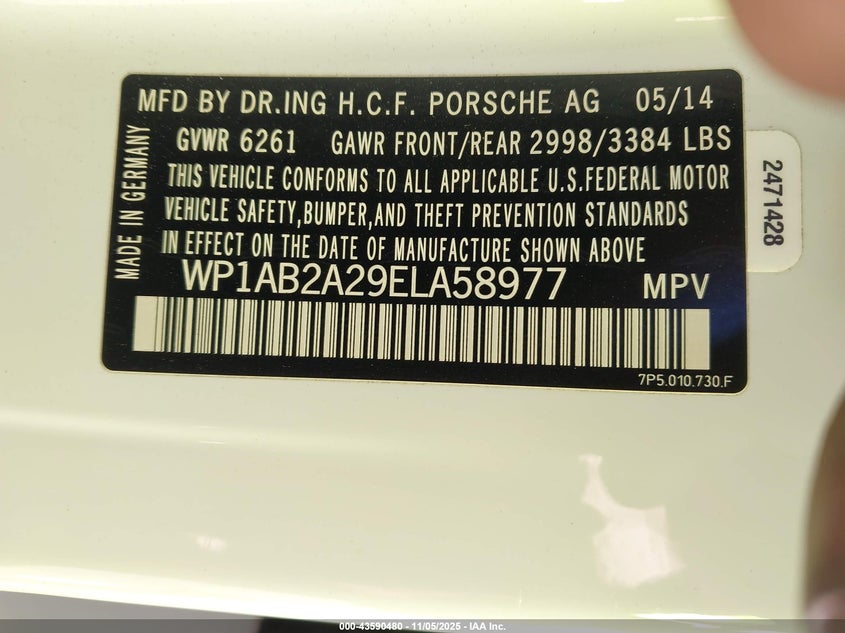 MFD BY DR.ING H.C.F. PORSCHE AG 05/14
GVWR 6261 GAWR FRONT/REAR 2998/3384 LBS
THIS VEHICLE CONFORMS TO ALL APPLICABLE U.S.FEDERAL MOTOR
VEHICLE SAFETY,BUMPER,AND THEFT PREVENTION STANDARDS
IN EFFECT ON THE DATE OF MANUFACTURE SHOWN ABOVE
WP1AB2A29ELA58977 MPV
7P5.010.730.F
MADE IN GERMANY
2471428
000-43590480 - 11/05/2025 - IAA Inc.